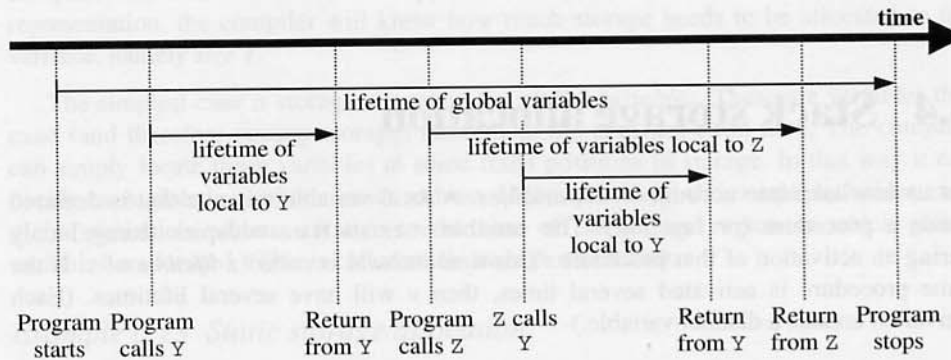 time
lifetime of global variables
lifetime of
variables
local to Y
lifetime of variables local to Z
lifetime of
variables
local to Y
Program
starts
Program
calls Y
Return
from Y
Program
calls Z
Z calls
Y
Return
from Y
Return
from Z
Program
stops